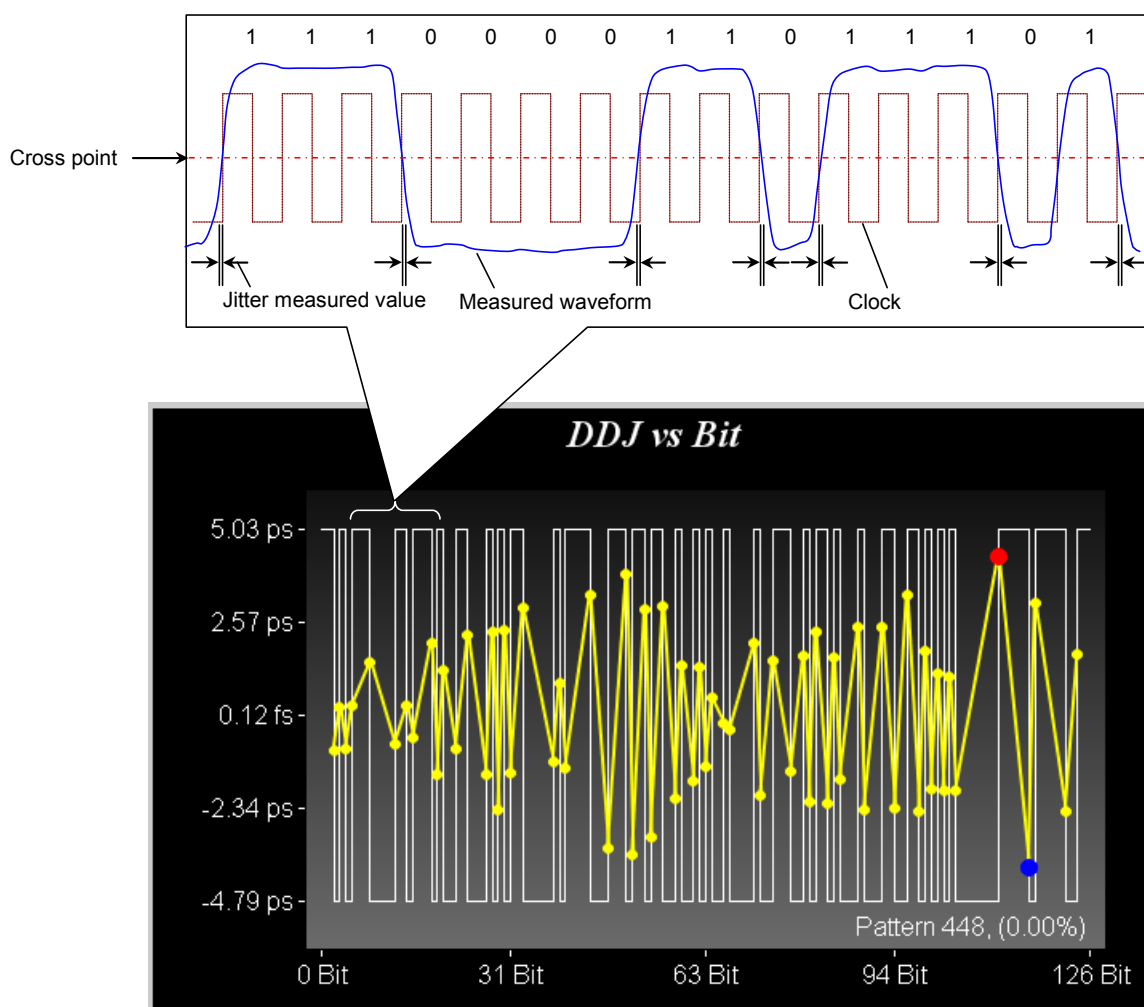 1 1 1 0 0 0 0 1 1 0 1 1 1 0 1
Cross point
Jitter measured value
Measured waveform
Clock
DDJ vs Bit
5.03 ps
2.57 ps
0.12 fs
-2.34 ps
-4.79 ps
Pattern 448, (0.00%)
0 Bit 31 Bit 63 Bit 94 Bit 126 Bit